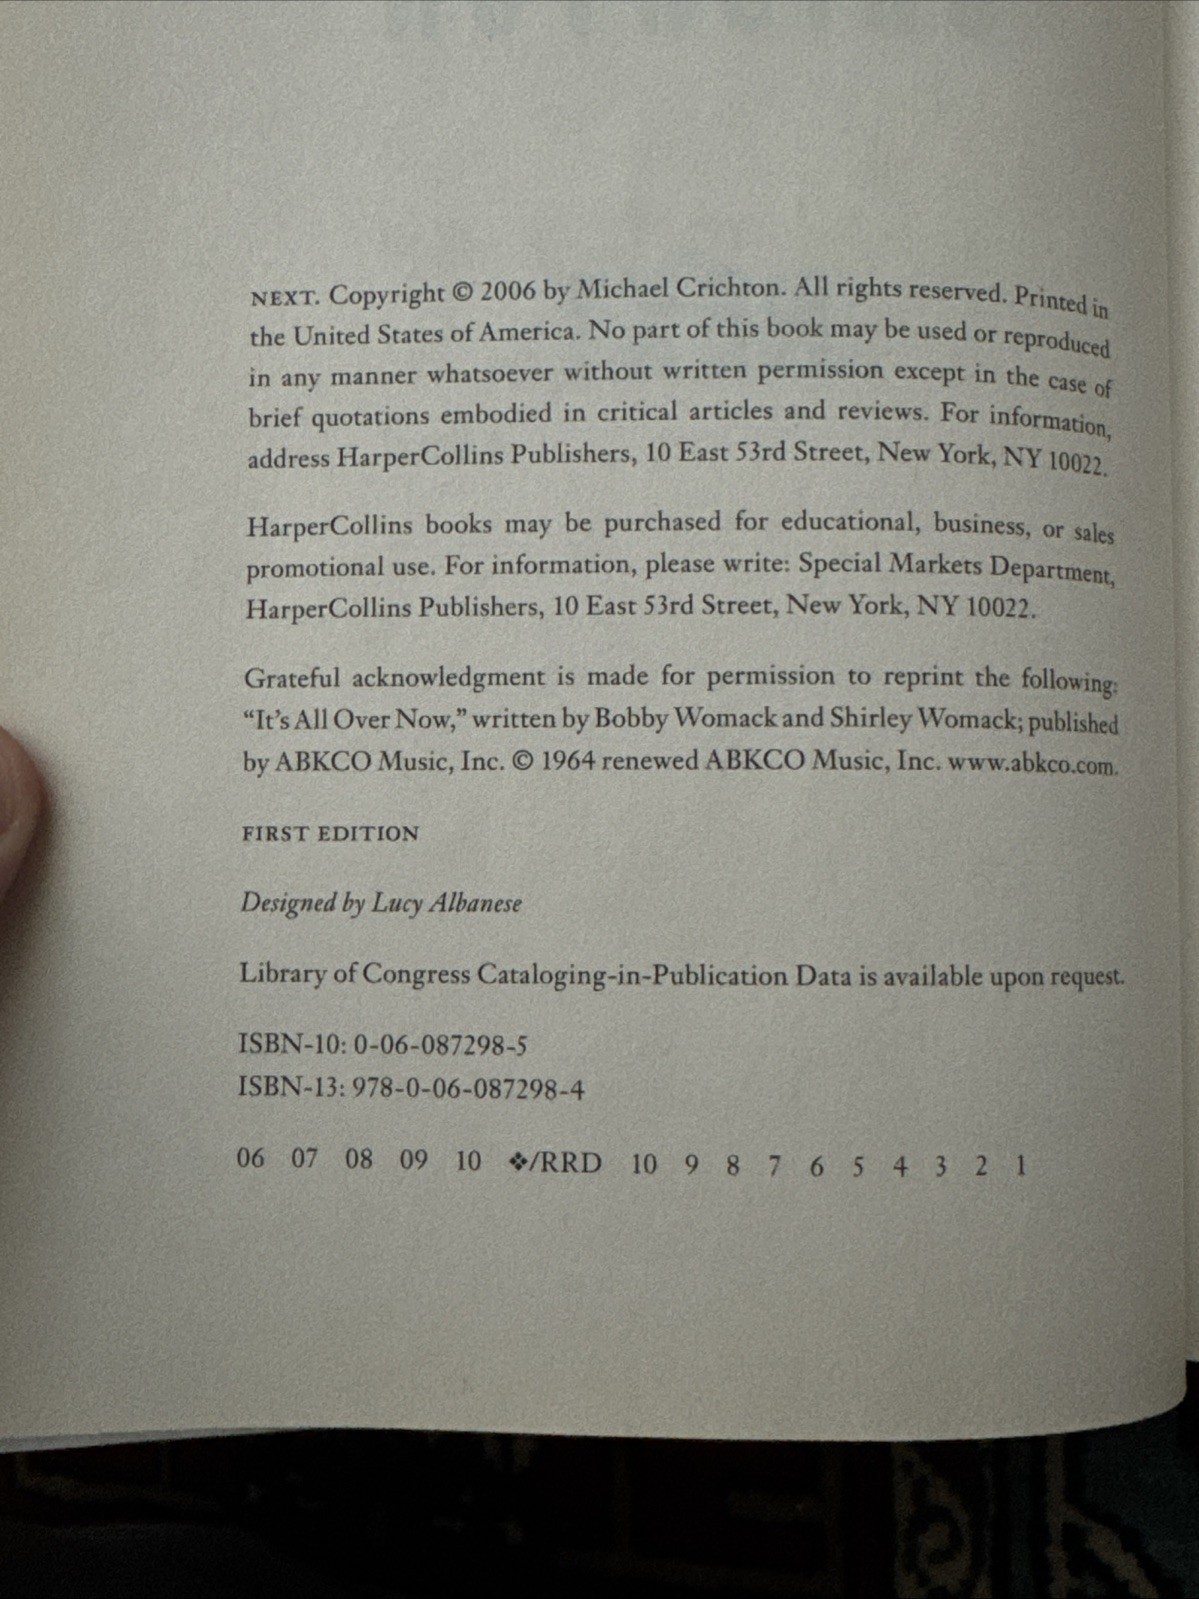 NEXT. Copyright © 2006 by Michael Crichton. All rights reserved. Printed in
the United States of America. No part of this book may be used or reproduced
in any manner whatsoever without written permission except in the case of
brief quotations embodied in critical articles and reviews. For information,
address HarperCollins Publishers, 10 East 53rd Street, New York, NY 10022.
HarperCollins books may be purchased for educational, business, or sales
promotional use. For information, please write: Special Markets Department,
HarperCollins Publishers, 10 East 53rd Street, New York, NY 10022.
Grateful acknowledgment is made for permission to reprint the following:
“It’s All Over Now,” written by Bobby Womack and Shirley Womack; published
by ABKCO Music, Inc. © 1964 renewed ABKCO Music, Inc. www.abkco.com.
FIRST EDITION
Designed by Lucy Albanese
Library of Congress Cataloging-in-Publication Data is available upon request.
ISBN-10: 0-06-087298-5
ISBN-13: 978-0-06-087298-4
06 07 08 09 10 ❖/RRD 10 9 8 7 6 5 4 3 2 1